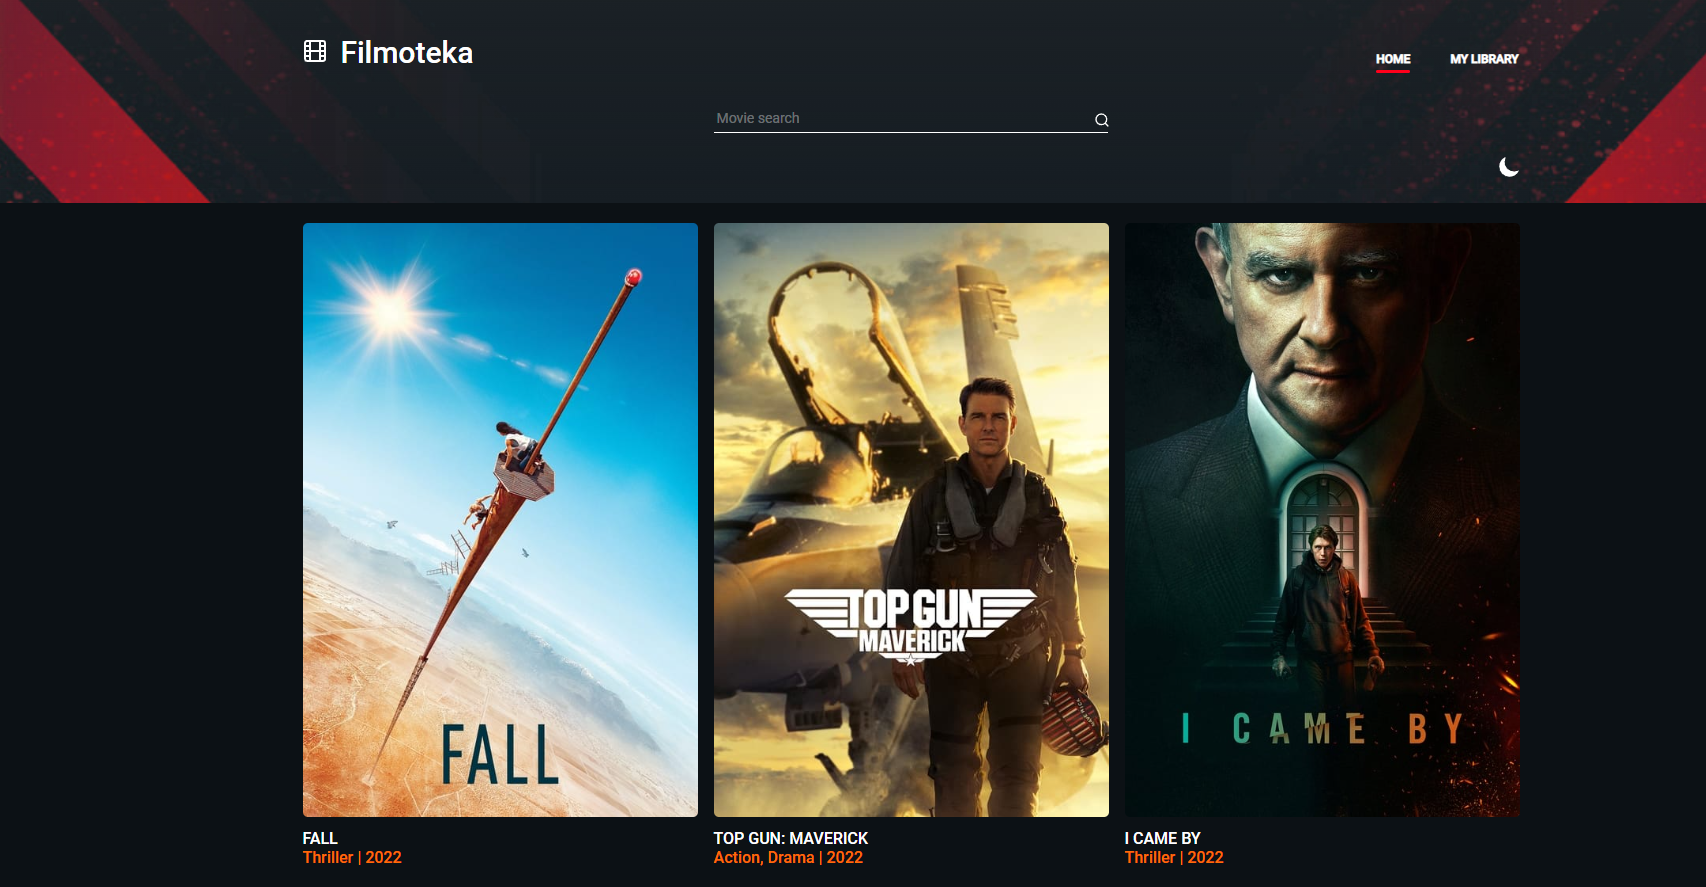 Filmoteka
HOME
MY LIBRARY
Movie search
FALL
TOP GUN
MAVERICK
I CAME BY
FALL
Thriller | 2022
TOP GUN: MAVERICK
Action, Drama | 2022
I CAME BY
Thriller | 2022